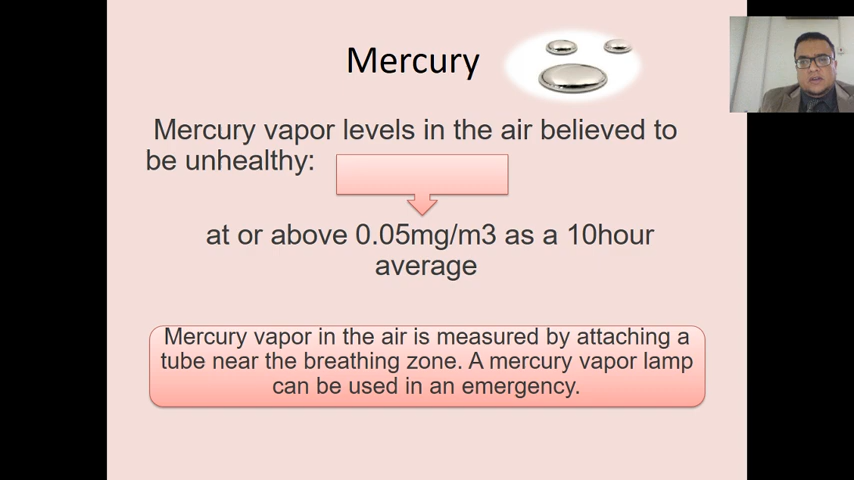 Mercury
Mercury vapor levels in the air believed to
be unhealthy:
at or above 0.05mg/m3 as a 10hour
average
Mercury vapor in the air is measured by attaching a
tube near the breathing zone. A mercury vapor lamp
can be used in an emergency.